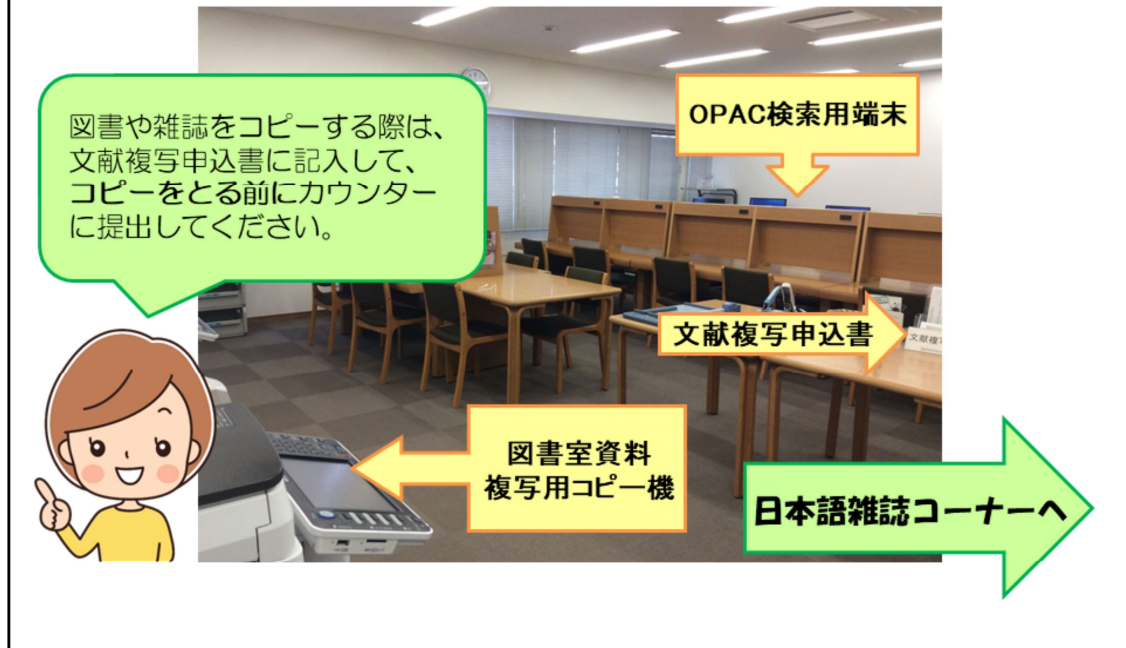 図書や雑誌をコピーする際は、
文献複写申込書に記入して、
コピーをとる前にカウンター
に提出してください。
OPAC検索用端末
文献複写申込書
文献複写
図書室資料
複写用コピー機
日本語雑誌コーナーへ